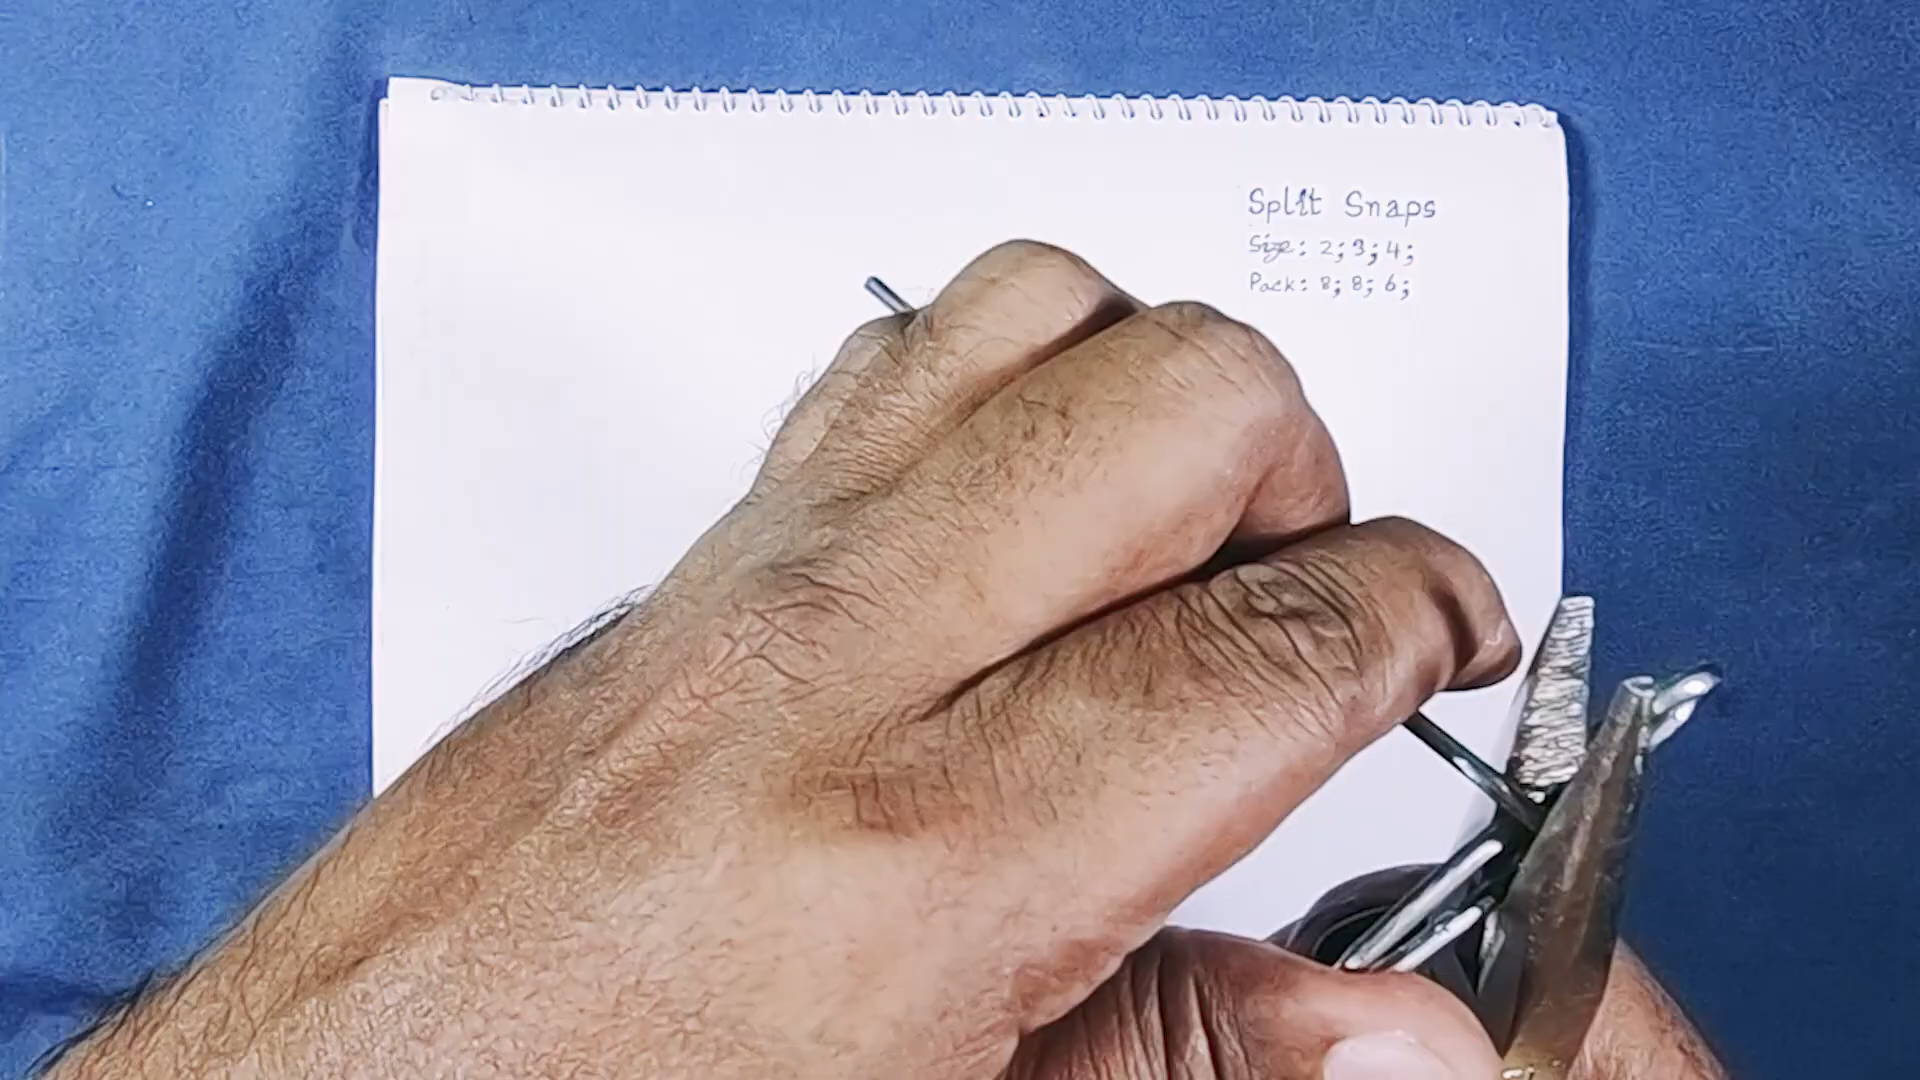 Split Snaps
Size: 2; 3; 4;
Pack: 8; 8; 6;